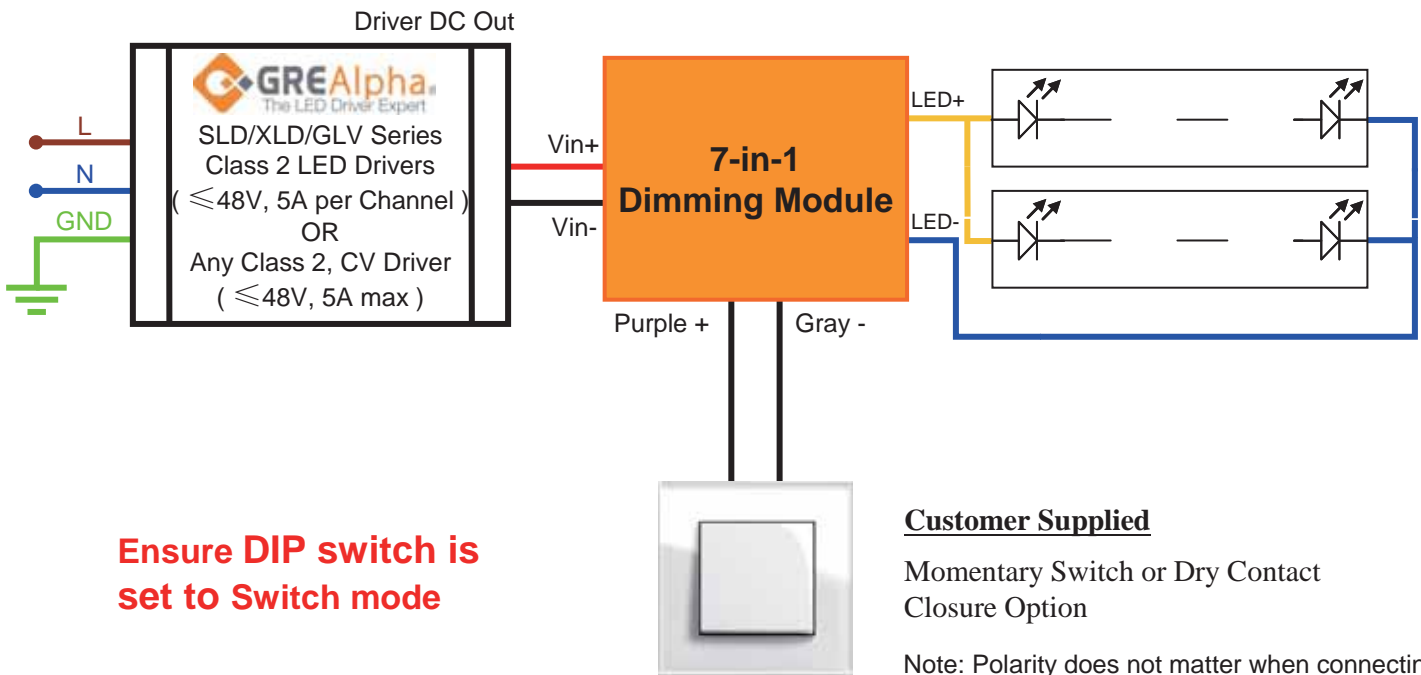 Driver DC Out
GREAlpha
The LED Driver Expert
SLD/XLD/GLV Series
Class 2 LED Drivers
( ≤48V, 5A per Channel )
OR
Any Class 2, CV Driver
( ≤48V, 5A max )
L
N
GND
Vin+
Vin-
7-in-1
Dimming Module
LED+
LED-
Purple +
Gray -
Ensure DIP switch is
set to Switch mode
Customer Supplied
Momentary Switch or Dry Contact
Closure Option
Note: Polarity does not matter when